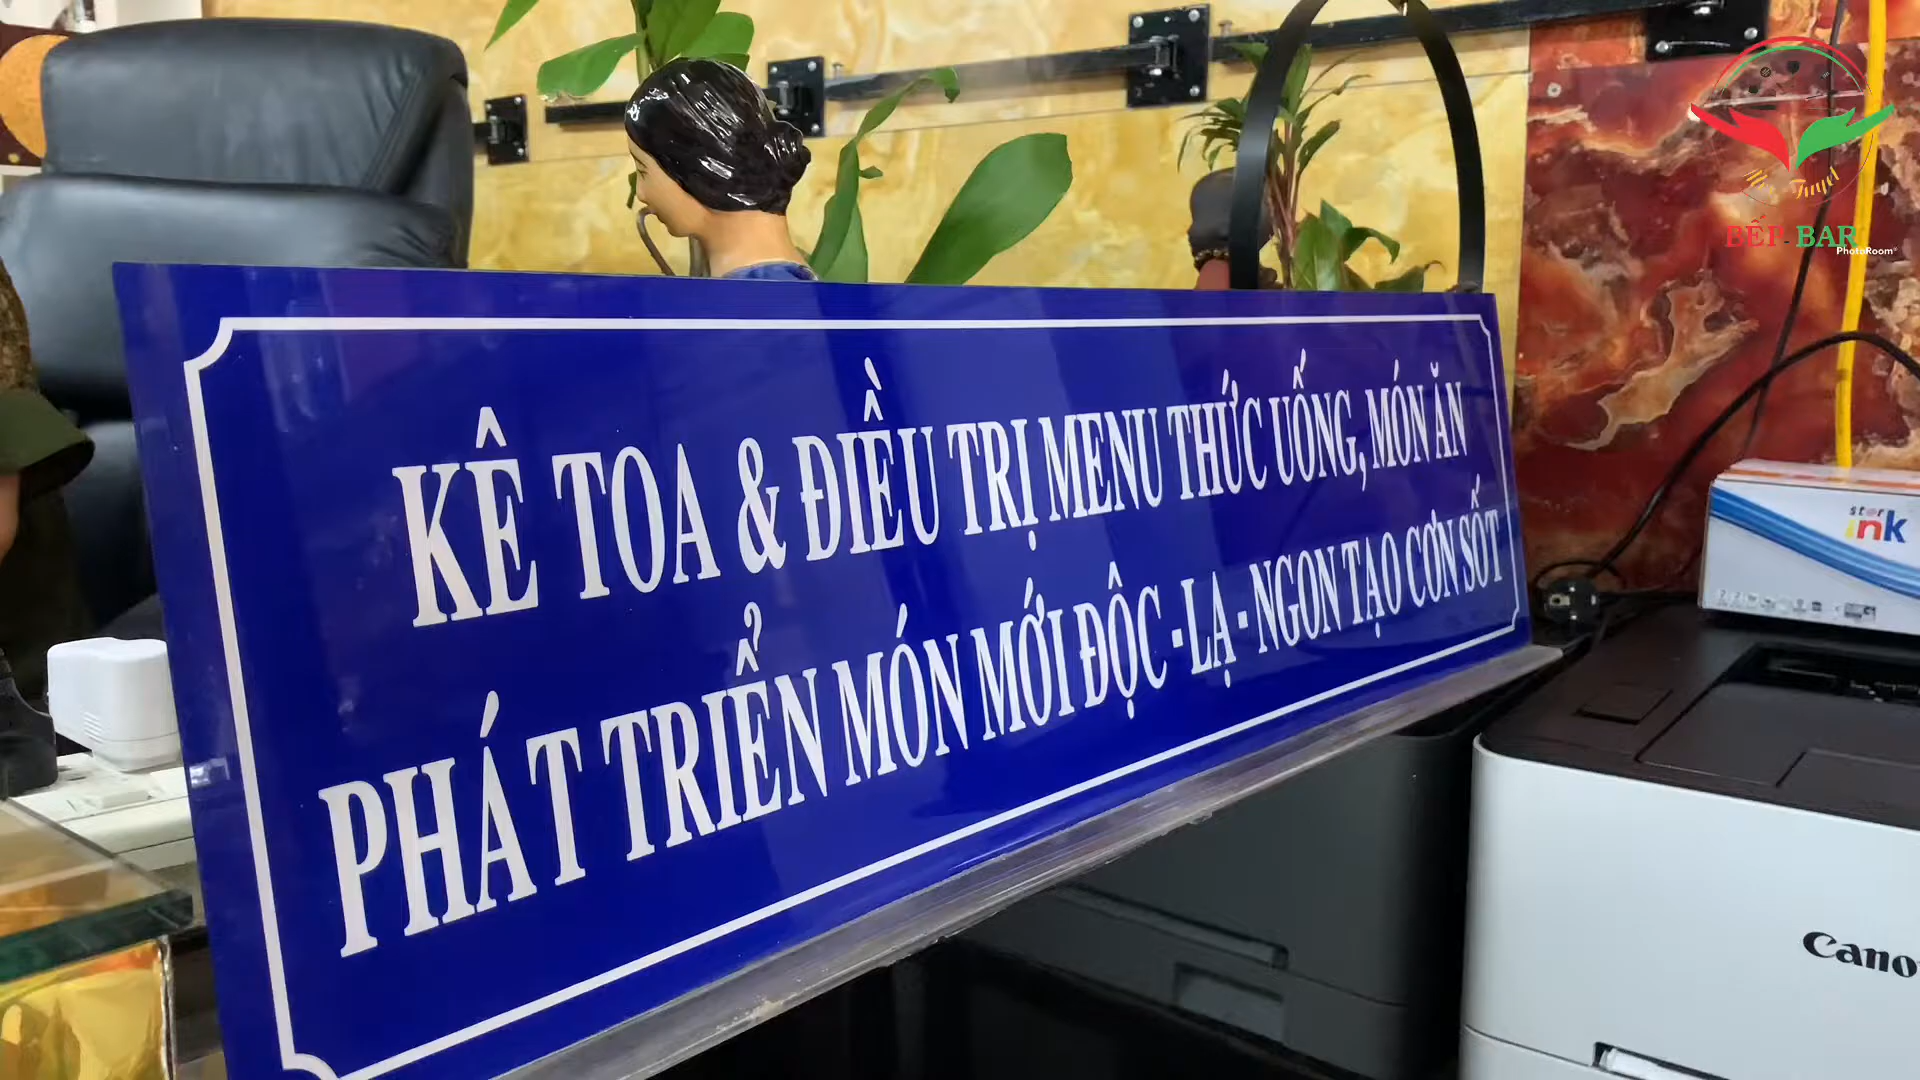 KÊ TOA & ĐIỀU TRỊ MENU THỨC UỐNG, MÓN ĂN
PHÁT TRIỂN MÓN MỚI ĐỘC - LẠ - NGON TẠO CƠN SỐT
BẾP - BAR
PhotoRoom
star
ink
Cano